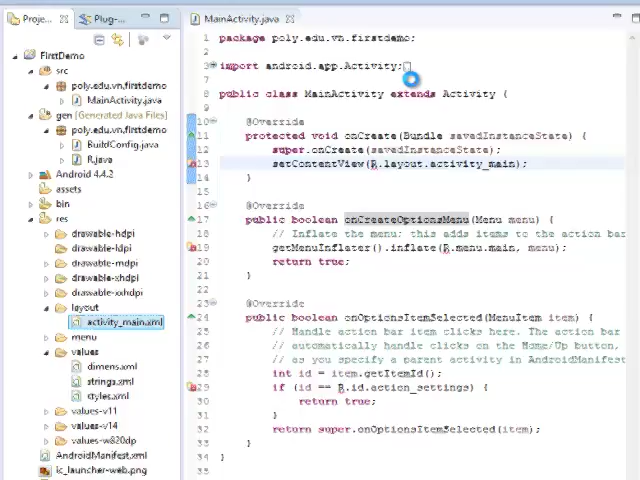 Proje...
Plug-...
MainActivity.java
FirstDemo
src
poly.edu.vn.firstdemo
MainActivity.java
gen [Generated Java Files]
poly.edu.vn.firstdemo
BuildConfig.java
R.java
Android 4.4.2
assets
bin
res
drawable-hdpi
drawable-ldpi
drawable-mdpi
drawable-xhdpi
drawable-xxhdpi
layout
activity_main.xml
menu
values
dimens.xml
strings.xml
styles.xml
values-v11
values-v14
values-w820dp
AndroidManifest.xml
ic_launcher-web.png
1 package poly.edu.vn.firstdemo;
2
3 import android.app.Activity;
7
8 public class MainActivity extends Activity {
9
10 @Override
11 protected void onCreate(Bundle savedInstanceState) {
12 super.onCreate(savedInstanceState);
13 setContentView(R.layout.activity_main);
14 }
15
16 @Override
17 public boolean onCreateOptionsMenu(Menu menu) {
18 // Inflate the menu; this adds items to the action bar
19 getMenuInflater().inflate(R.menu.main, menu);
20 return true;
21 }
22
23 @Override
24 public boolean onOptionsItemSelected(MenuItem item) {
25 // Handle action bar item clicks here. The action bar
26 // automatically handle clicks on the Home/Up button,
27 // as you specify a parent activity in AndroidManifest
28 int id = item.getItemId();
29 if (id == R.id.action_settings) {
30 return true;
31 }
32 return super.onOptionsItemSelected(item);
33 }
34 }
35